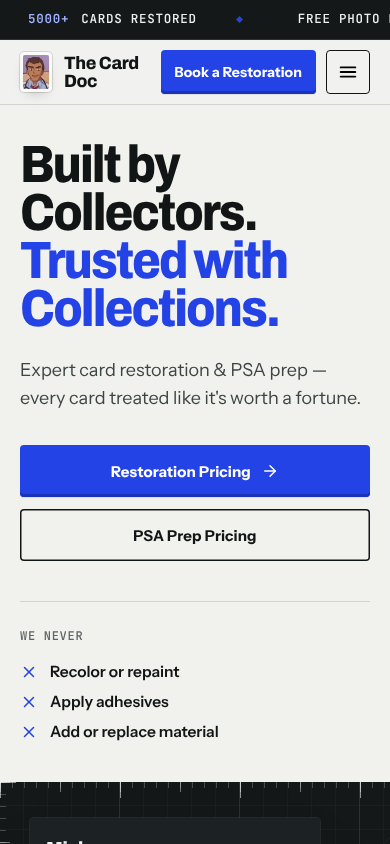 5000+ CARDS RESTORED ◆ FREE PHOTO
The Card
Doc
Book a Restoration
Built by
Collectors.
Trusted with
Collections.
Expert card restoration & PSA prep —
every card treated like it's worth a fortune.
Restoration Pricing →
PSA Prep Pricing
WE NEVER
Recolor or repaint
Apply adhesives
Add or replace material